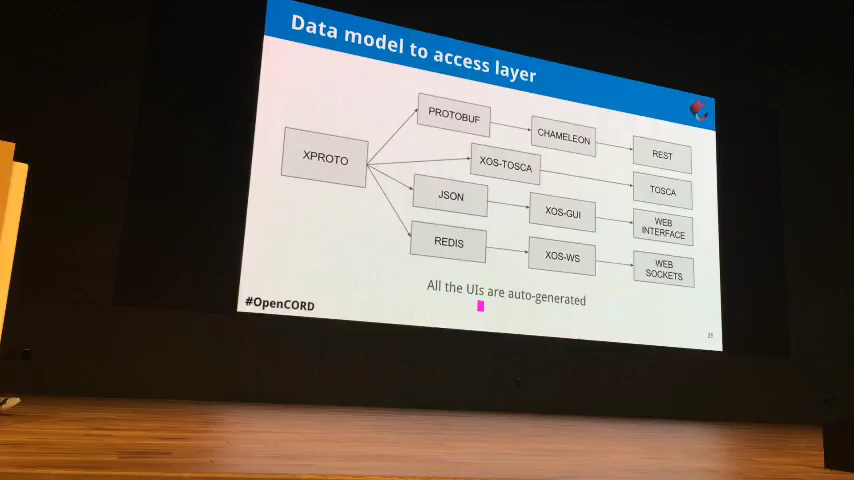 Data model to access layer
PROTOBUF
CHAMELEON
REST
XPROTO
XOS-TOSCA
TOSCA
JSON
XOS-GUI
WEB
INTERFACE
REDIS
XOS-WS
WEB
SOCKETS
All the UIs are auto-generated
#OpenCORD